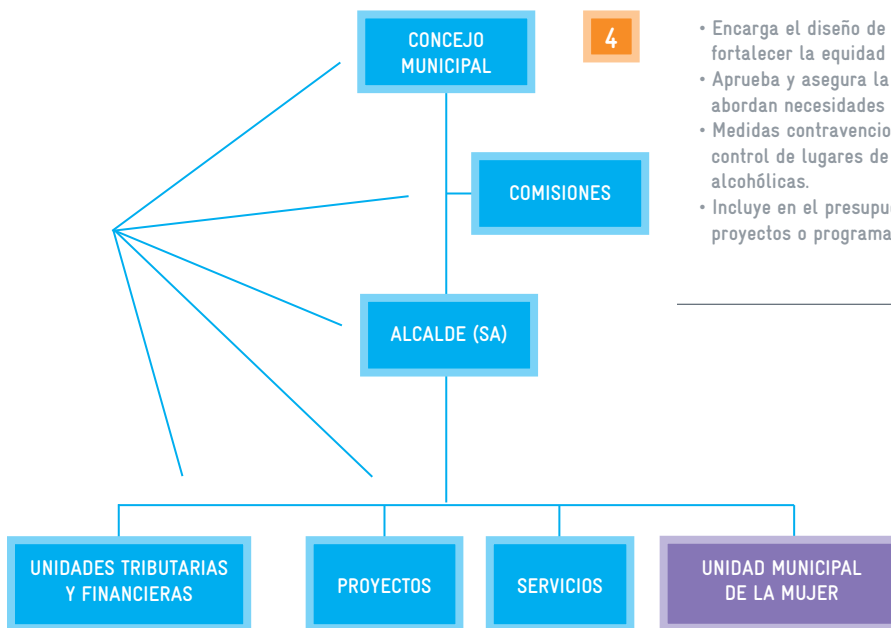 CONCEJO
MUNICIPAL
4
• Encarga el diseño de
fortalecer la equidad
• Aprueba y asegura la
abordan necesidades
• Medidas contravencio
control de lugares de
alcohólicas.
• Incluye en el presupue
proyectos o programa
COMISIONES
ALCALDE (SA)
UNIDADES TRIBUTARIAS
Y FINANCIERAS
PROYECTOS
SERVICIOS
UNIDAD MUNICIPAL
DE LA MUJER